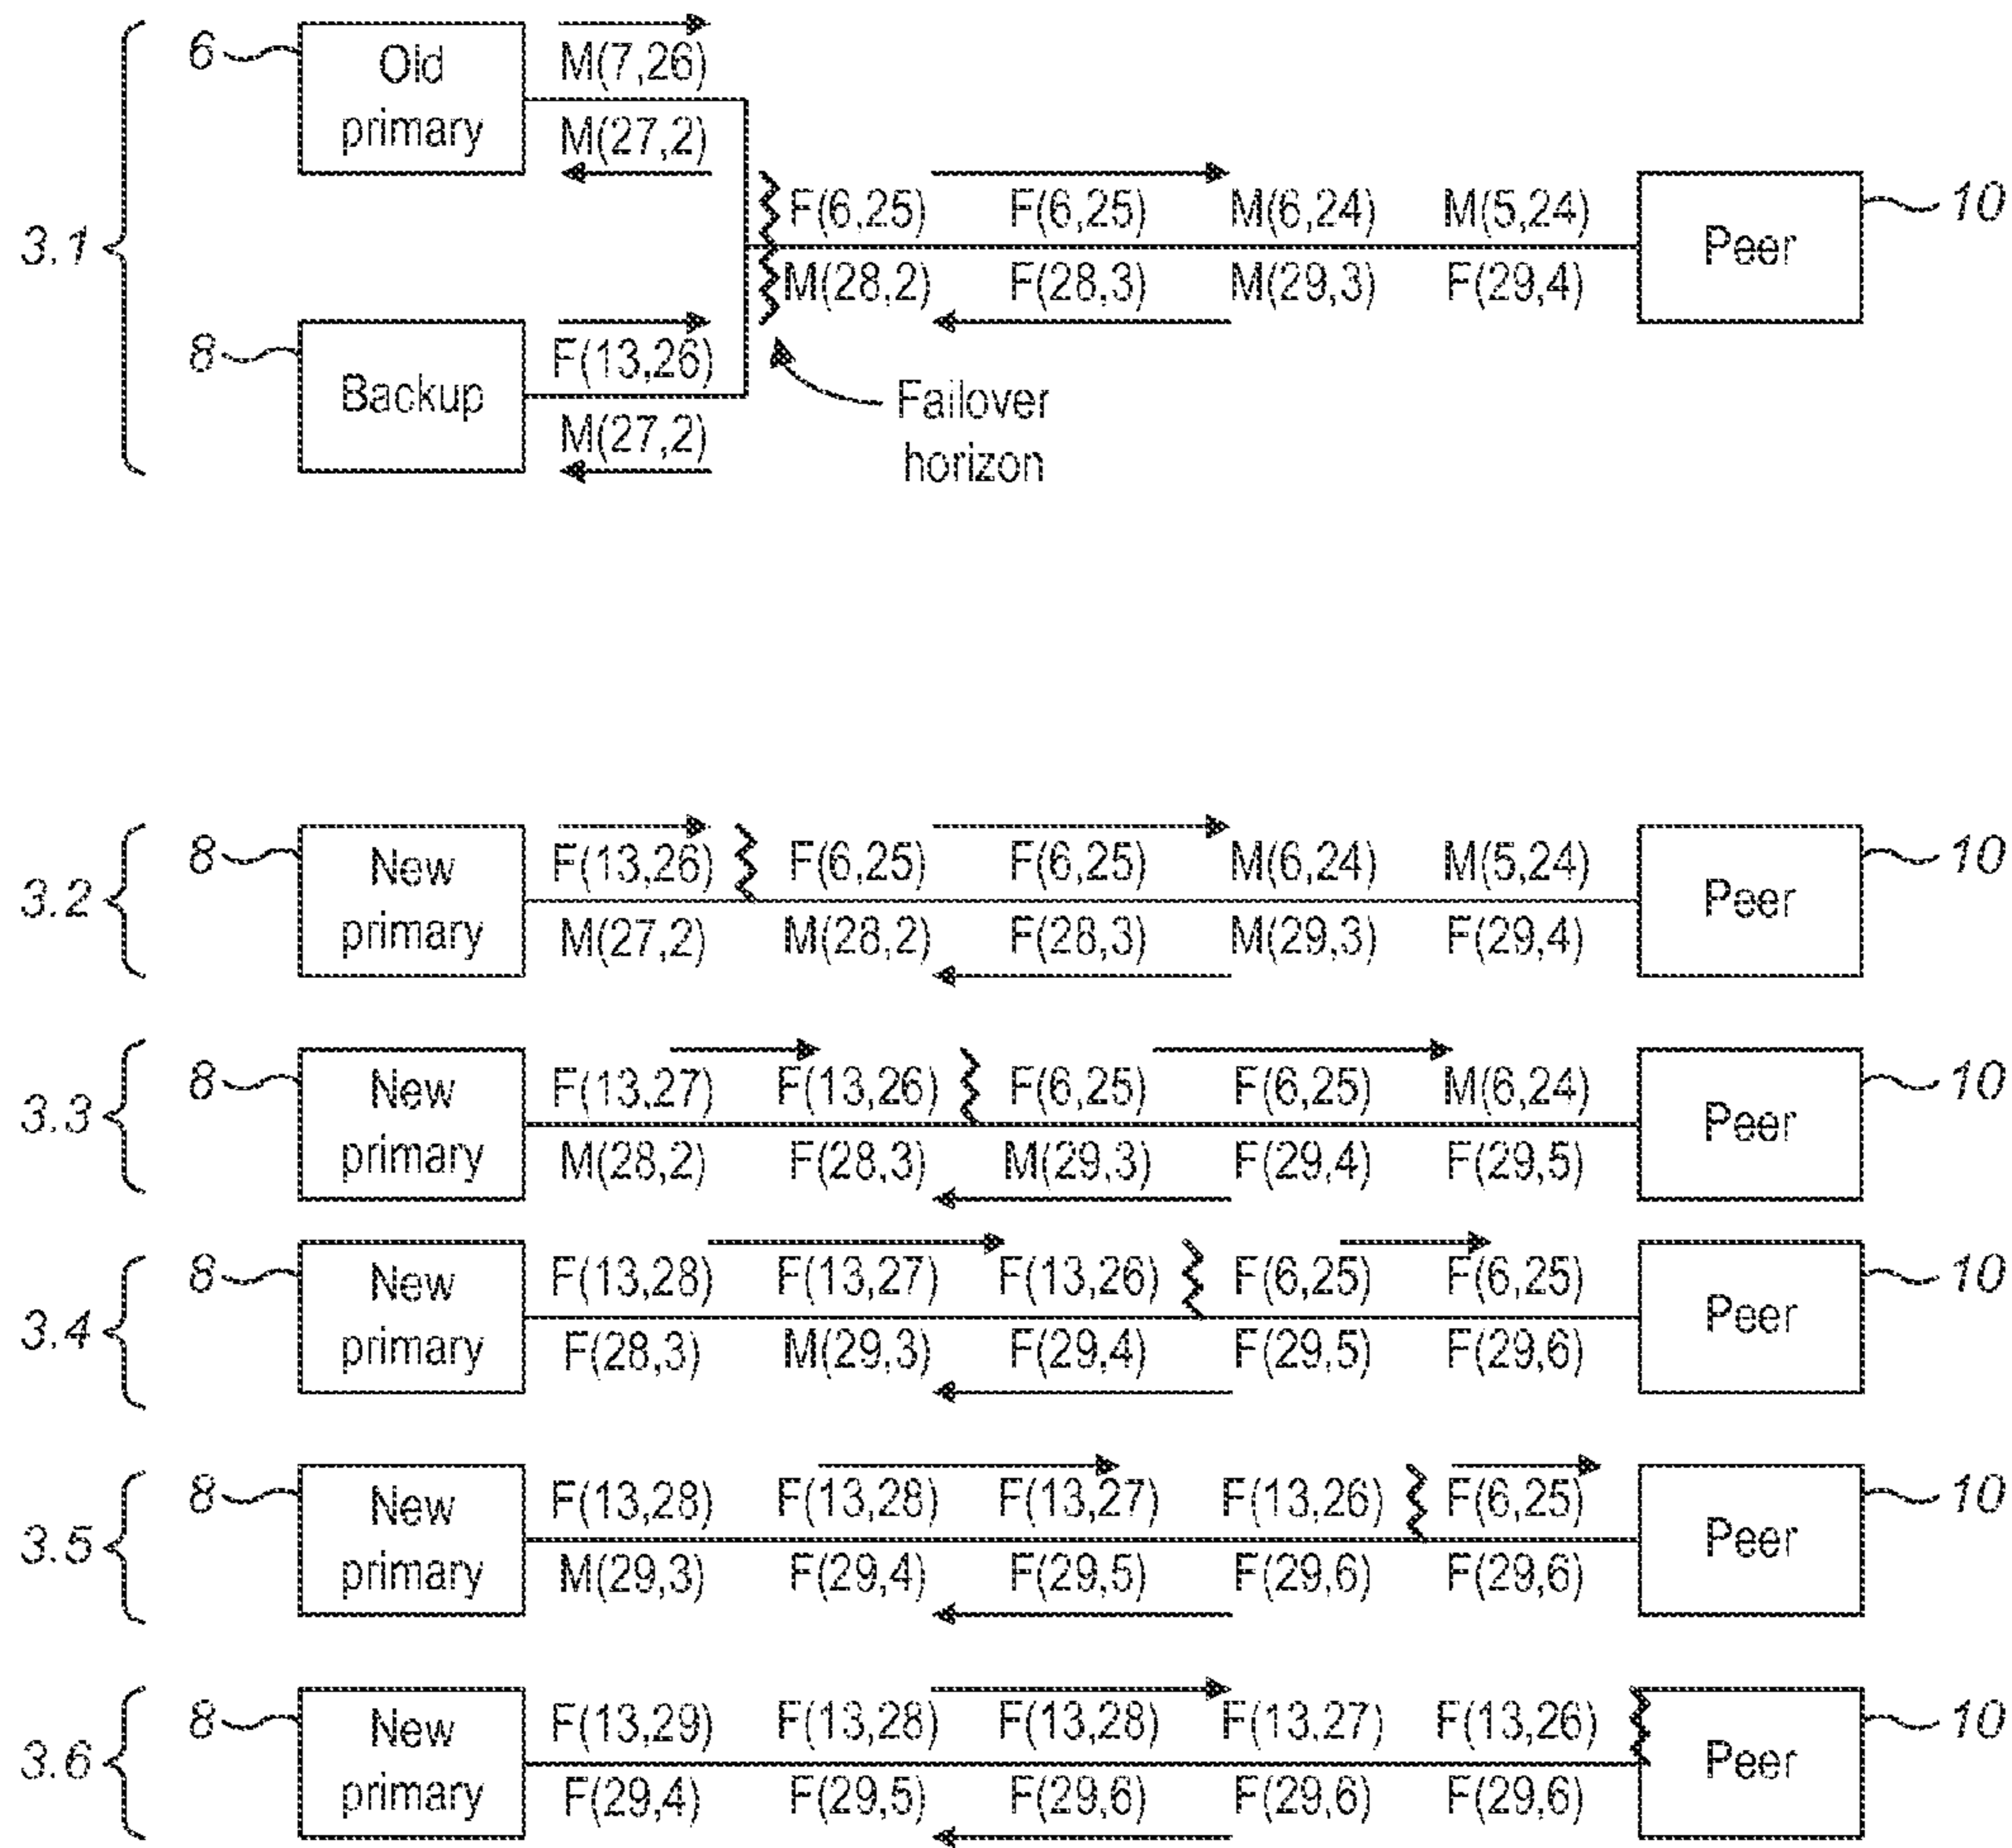 3.1
6
Old
primary
M(7,26)
M(27,2)
F(6,25) F(6,25) M(6,24) M(5,24)
M(28,2) F(28,3) M(29,3) F(29,4)
Peer
10
8
Backup
F(13,26)
M(27,2)
Failover
horizon
3.2
8
New
primary
F(13,26) F(6,25) F(6,25) M(6,24) M(5,24)
M(27,2) M(28,2) F(28,3) M(29,3) F(29,4)
Peer
10
3.3
8
New
primary
F(13,27) F(13,26) F(6,25) F(6,25) M(6,24)
M(28,2) F(28,3) M(29,3) F(29,4) F(29,5)
Peer
10
3.4
8
New
primary
F(13,28) F(13,27) F(13,26) F(6,25) F(6,25)
F(28,3) M(29,3) F(29,4) F(29,5) F(29,6)
Peer
10
3.5
8
New
primary
F(13,28) F(13,28) F(13,27) F(13,26) F(6,25)
M(29,3) F(29,4) F(29,5) F(29,6) F(29,6)
Peer
10
3.6
8
New
primary
F(13,29) F(13,28) F(13,28) F(13,27) F(13,26)
F(29,4) F(29,5) F(29,6) F(29,6) F(29,6)
Peer
10